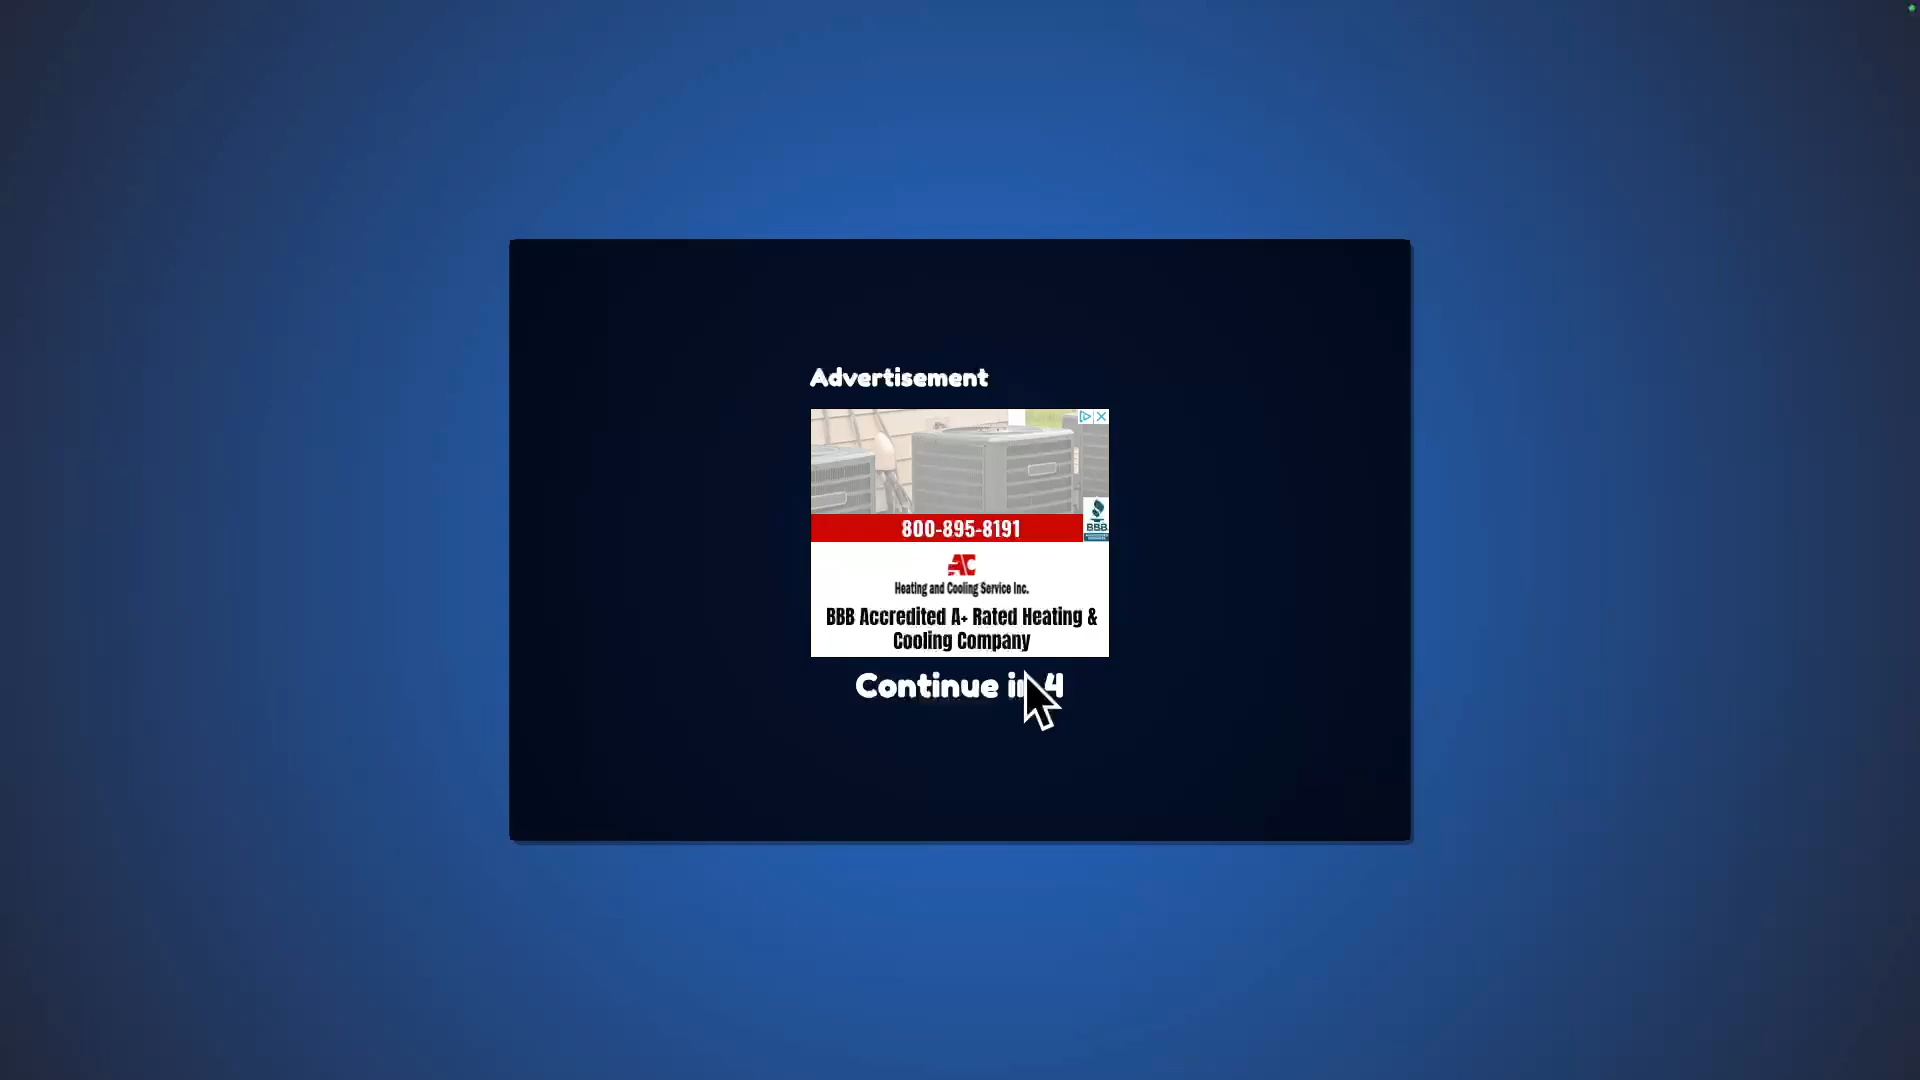 Advertisement
800-895-8191
BBB
AC
Heating and Cooling Service Inc.
BBB Accredited A+ Rated Heating &
Cooling Company
Continue in 4